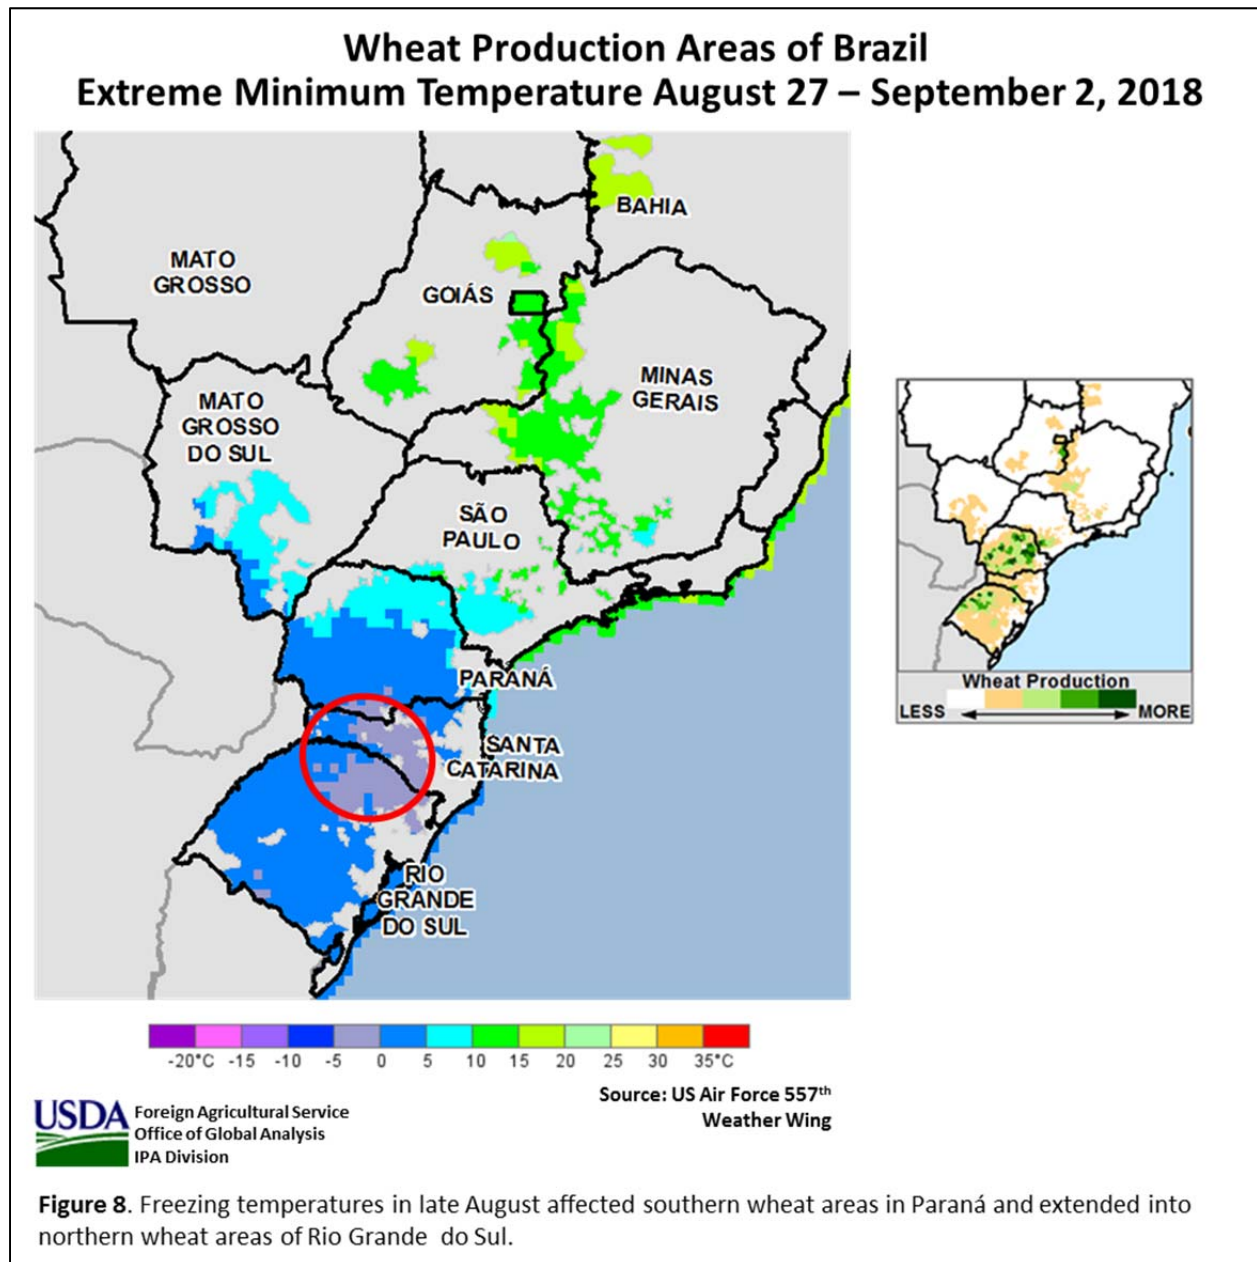 Wheat Production Areas of Brazil
Extreme Minimum Temperature August 27 – September 2, 2018
BAHIA
MATO
GROSSO
GOIÁS
MINAS
GERAIS
MATO
GROSSO
DO SUL
SÃO
PAULO
PARANÁ
SANTA
CATARINA
RIO
GRANDE
DO SUL
Wheat Production
LESS MORE
-20°C -15 -10 -5 0 5 10 15 20 25 30 35°C
Source: US Air Force 557th
Weather Wing
USDA
Foreign Agricultural Service
Office of Global Analysis
IPA Division
Figure 8. Freezing temperatures in late August affected southern wheat areas in Paraná and extended into
northern wheat areas of Rio Grande do Sul.